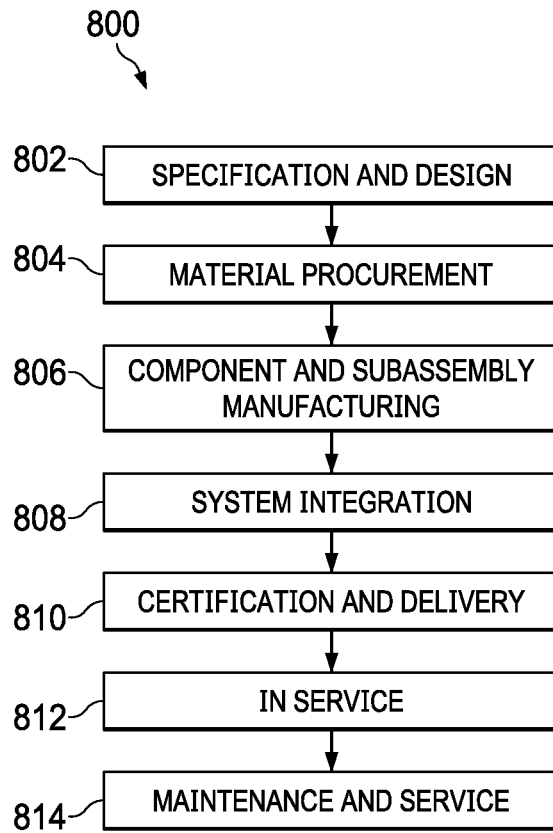 800
802
SPECIFICATION AND DESIGN
804
MATERIAL PROCUREMENT
806
COMPONENT AND SUBASSEMBLY
MANUFACTURING
808
SYSTEM INTEGRATION
810
CERTIFICATION AND DELIVERY
812
IN SERVICE
814
MAINTENANCE AND SERVICE